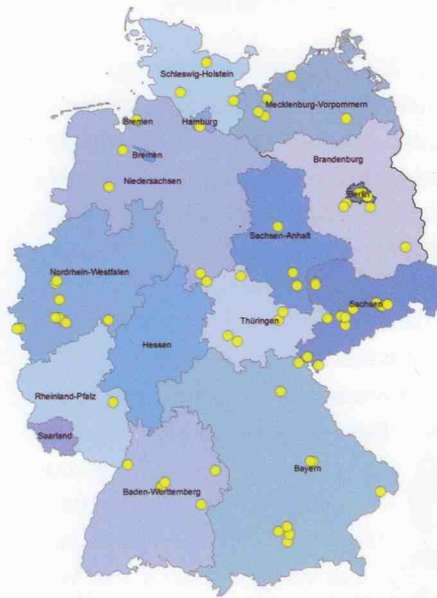 Schleswig-Holstein
Mecklenburg-Vorpommern
Bremen
Hamburg
Bremen
Brandenburg
Niedersachsen
Berlin
Sachsen-Anhalt
Nordrhein-Westfalen
Sachsen
Thüringen
Hessen
Rheinland-Pfalz
Saarland
Bayern
Baden-Württemberg